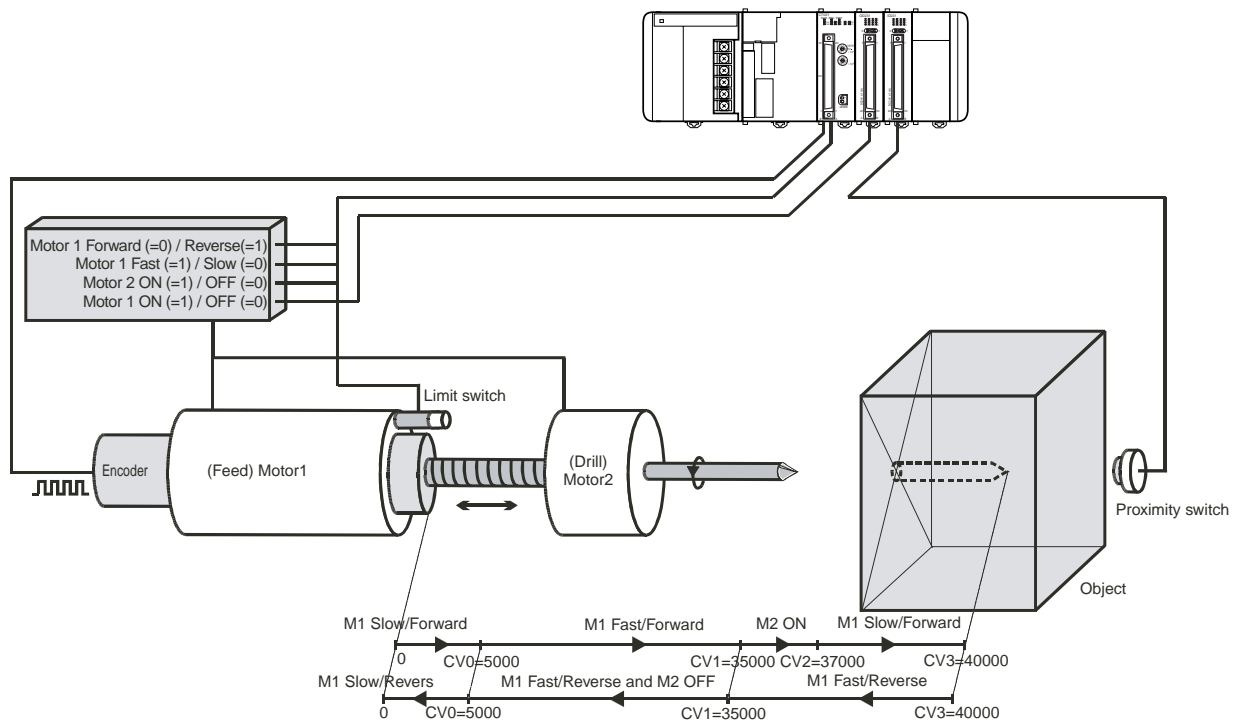 Motor 1 Forward (=0) / Reverse(=1)
Motor 1 Fast (=1) / Slow (=0)
Motor 2 ON (=1) / OFF (=0)
Motor 1 ON (=1) / OFF (=0)
Limit switch
Encoder
(Feed) Motor1
(Drill)
Motor2
Proximity switch
Object
M1 Slow/Forward
M1 Fast/Forward
M2 ON
M1 Slow/Forward
0
CV0=5000
CV1=35000
CV2=37000
CV3=40000
M1 Slow/Revers
M1 Fast/Reverse and M2 OFF
M1 Fast/Reverse
0
CV0=5000
CV1=35000
CV3=40000